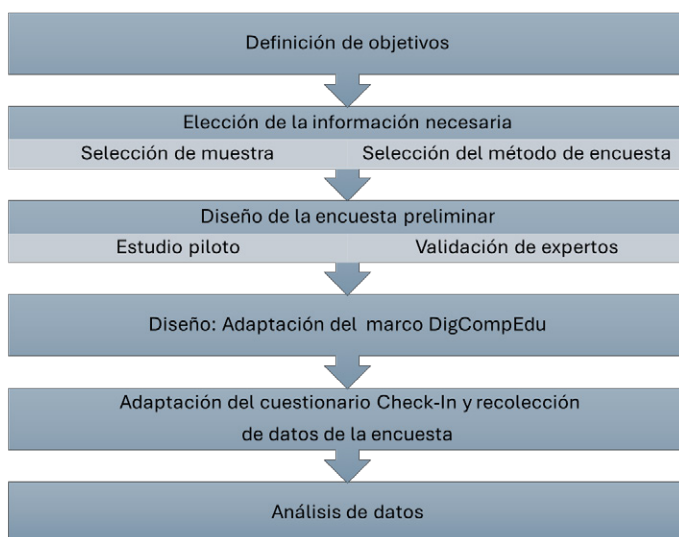 Definición de objetivos
Elección de la información necesaria
Selección de muestra
Selección del método de encuesta
Diseño de la encuesta preliminar
Estudio piloto
Validación de expertos
Diseño: Adaptación del marco DigCompEdu
Adaptación del cuestionario Check-In y recolección
de datos de la encuesta
Análisis de datos